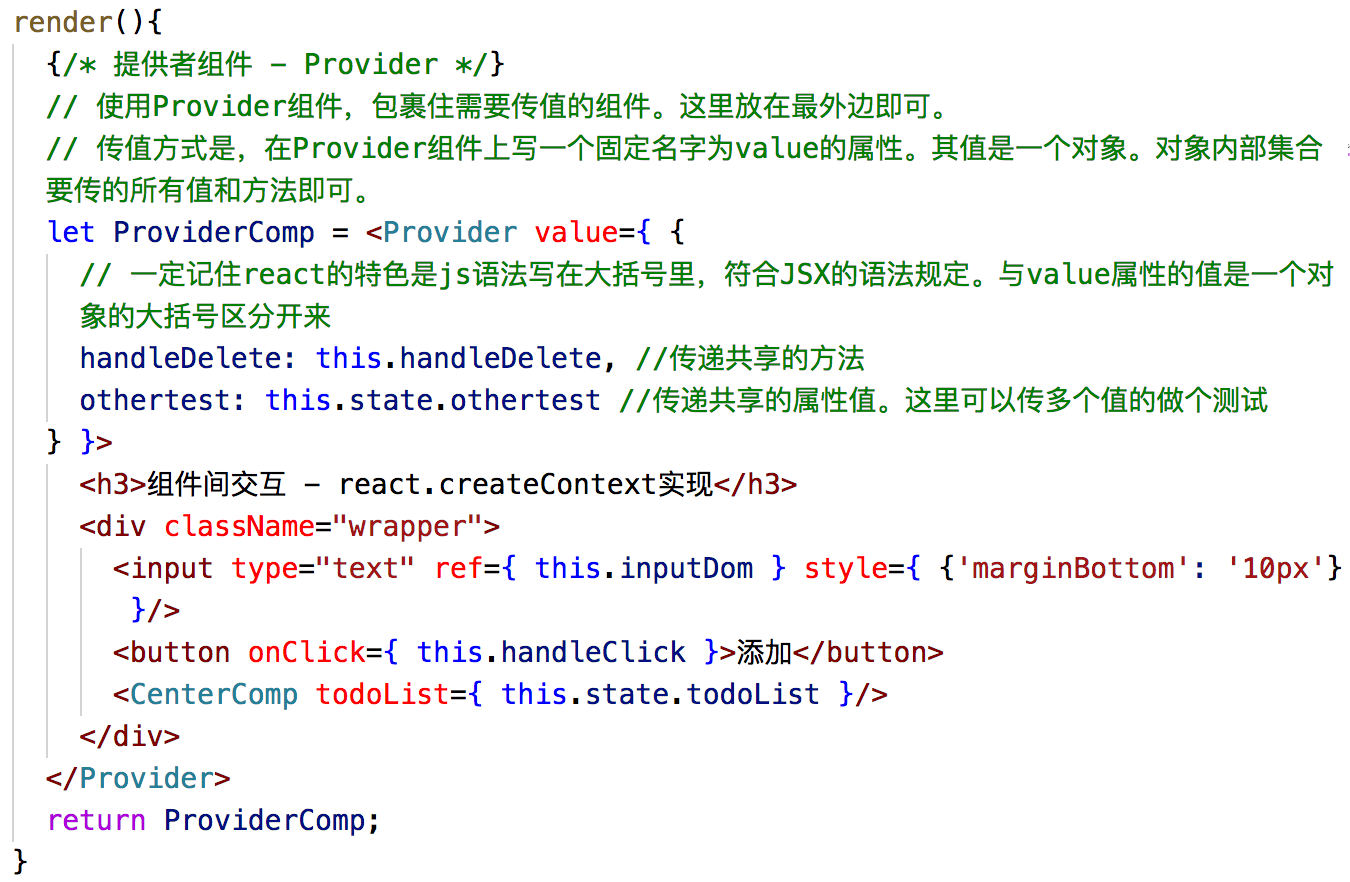 render(){
{/* 提供者组件 - Provider */}
// 使用Provider组件，包裹住需要传值的组件。这里放在最外边即可。
// 传值方式是，在Provider组件上写一个固定名字为value的属性。其值是一个对象。对象内部集合
要传的所有值和方法即可。
let ProviderComp = <Provider value={ {
// 一定记住react的特色是js语法写在大括号里，符合JSX的语法规定。与value属性的值是一个对
象的大括号区分开来
handleDelete: this.handleDelete, //传递共享的方法
othertest: this.state.othertest //传递共享的属性值。这里可以传多个值的做个测试
} }>
<h3>组件间交互 - react.createContext实现</h3>
<div className="wrapper">
<input type="text" ref={ this.inputDom } style={ {'marginBottom': '10px'}
}/>
<button onClick={ this.handleClick }>添加</button>
<CenterComp todoList={ this.state.todoList }/>
</div>
</Provider>
return ProviderComp;
}